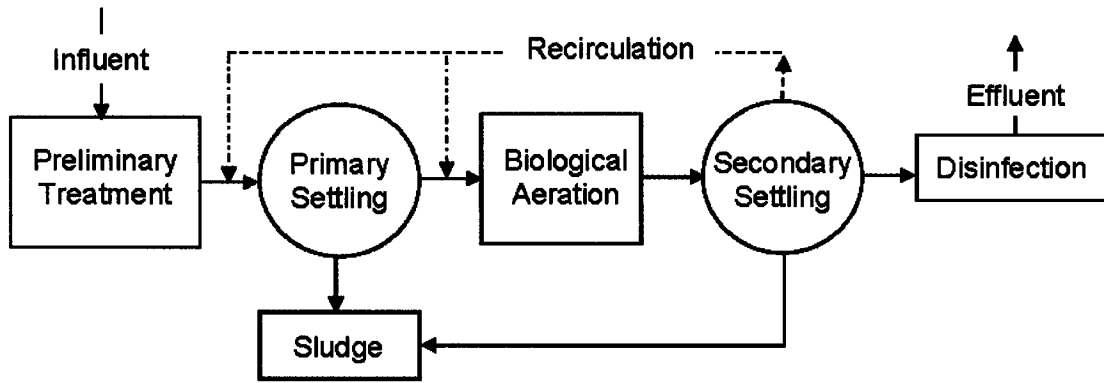 Influent
Recirculation
Effluent
Preliminary
Treatment
Primary
Settling
Biological
Aeration
Secondary
Settling
Disinfection
Sludge